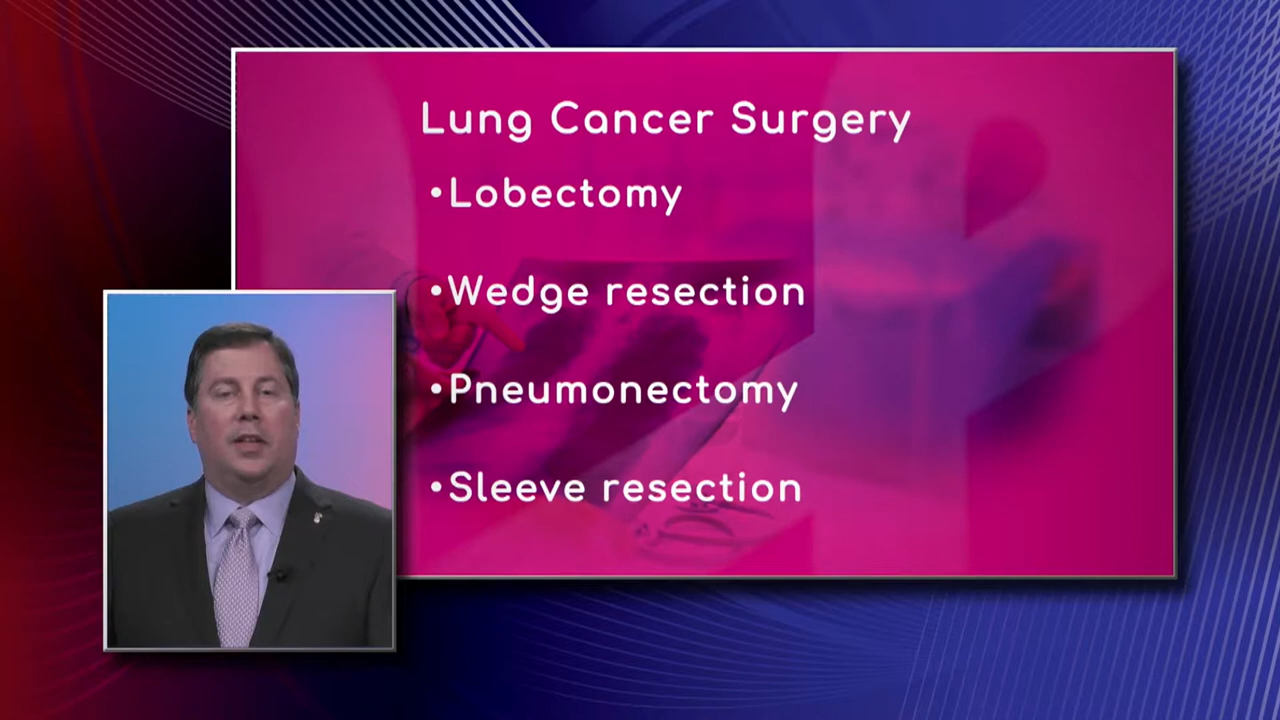 Lung Cancer Surgery
•Lobectomy
•Wedge resection
•Pneumonectomy
•Sleeve resection